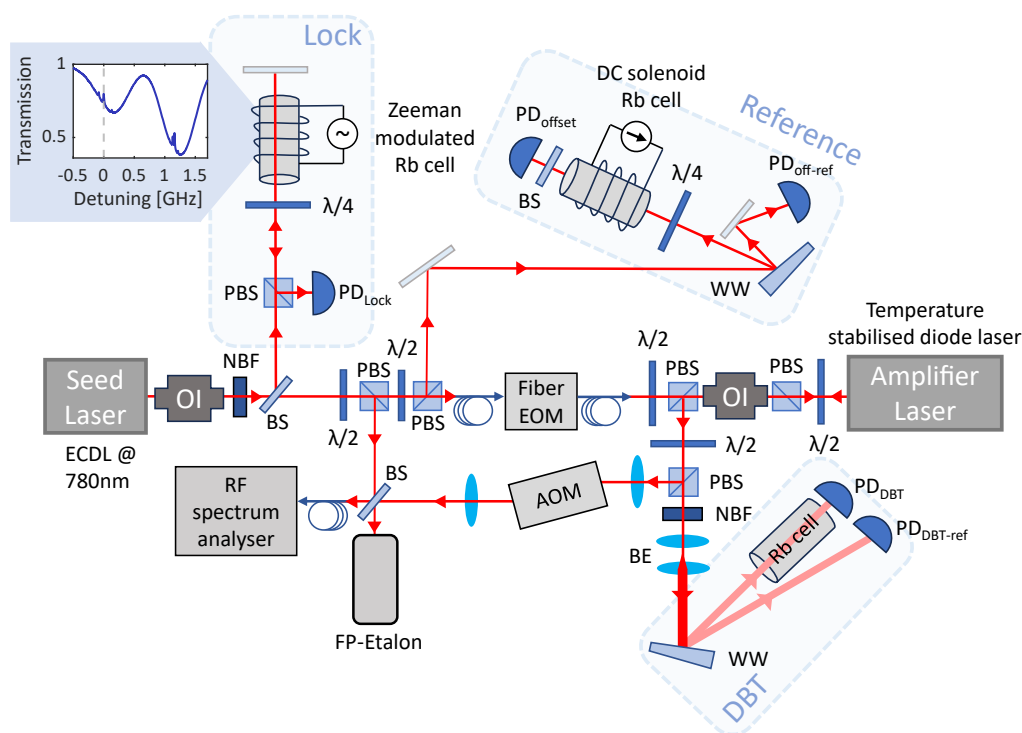 Lock
Transmission
1
0.5
-0.5
0
0.5
1
1.5
Detuning [GHz]
~
Zeeman
modulated
Rb cell
λ/4
PBS
PD_Lock
DC solenoid
Rb cell
Reference
PD_offset
BS
λ/4
PD_off-ref
WW
Seed
Laser
ECDL @
780nm
OI
NBF
BS
λ/2
PBS
λ/2
PBS
Fiber
EOM
λ/2
PBS
OI
PBS
λ/2
Temperature
stabilised diode laser
Amplifier
Laser
RF
spectrum
analyser
BS
FP-Etalon
AOM
λ/2
PBS
NBF
BE
Rb cell
PD_DBT
PD_DBT-ref
WW
DBT